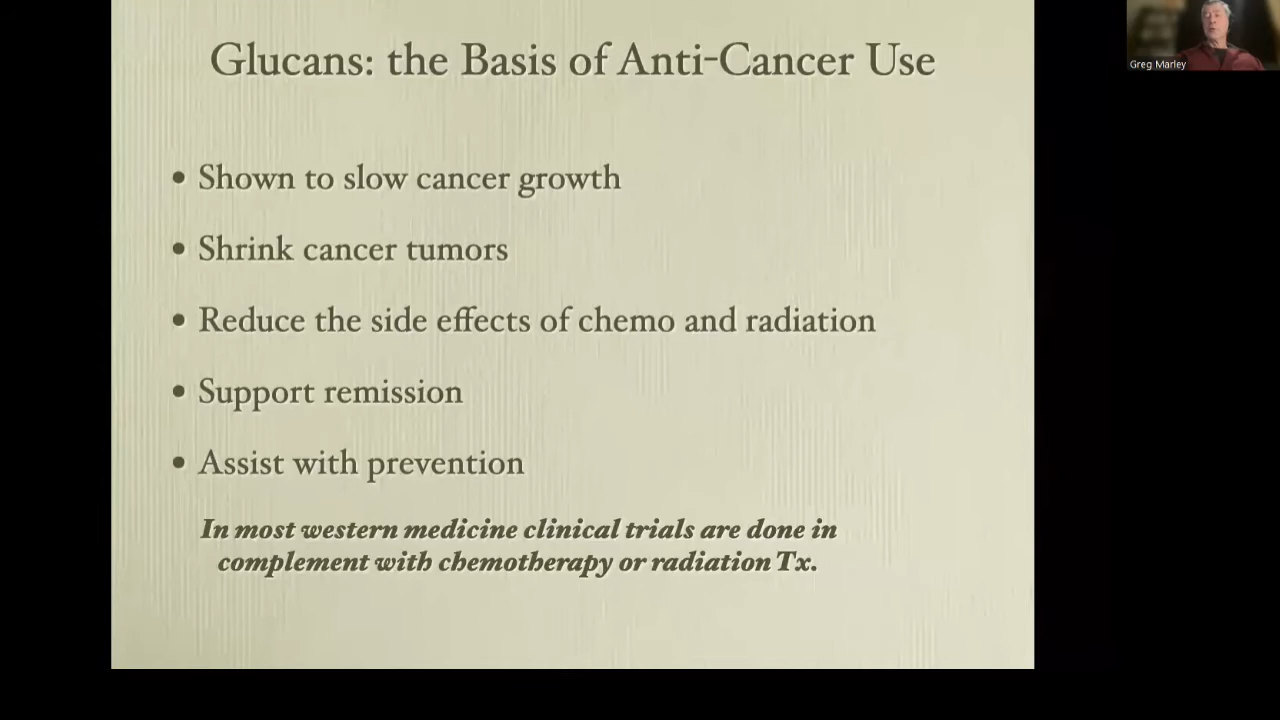 Glucans: the Basis of Anti-Cancer Use
Greg Marley
• Shown to slow cancer growth
• Shrink cancer tumors
• Reduce the side effects of chemo and radiation
• Support remission
• Assist with prevention
In most western medicine clinical trials are done in
complement with chemotherapy or radiation Tx.